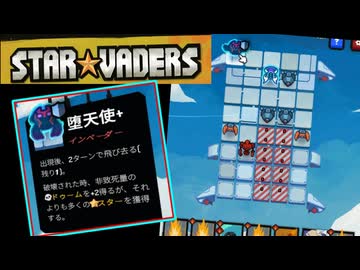 STAR★VADERS
堕天使+
インベーダー
出現後、2ターンで飛び去る(
残り1)。
破壊された時、非致死量の
ドゥームを+2得るが、それ
よりも多くのスターを獲得
する。